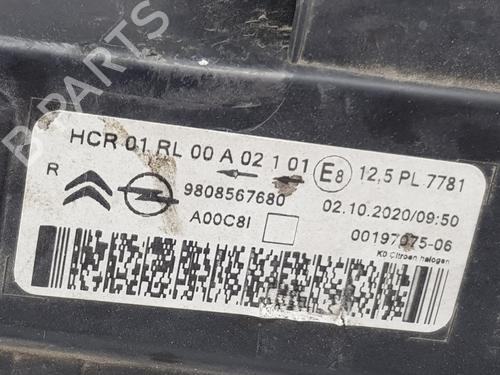 B PARTS
HCR 01 RL 00 A 02 1 01 E8 12,5 PL 7781
R
9808567680
02.10.2020/09:50
A00C8I
00197075-06
K0 Citroen halogen